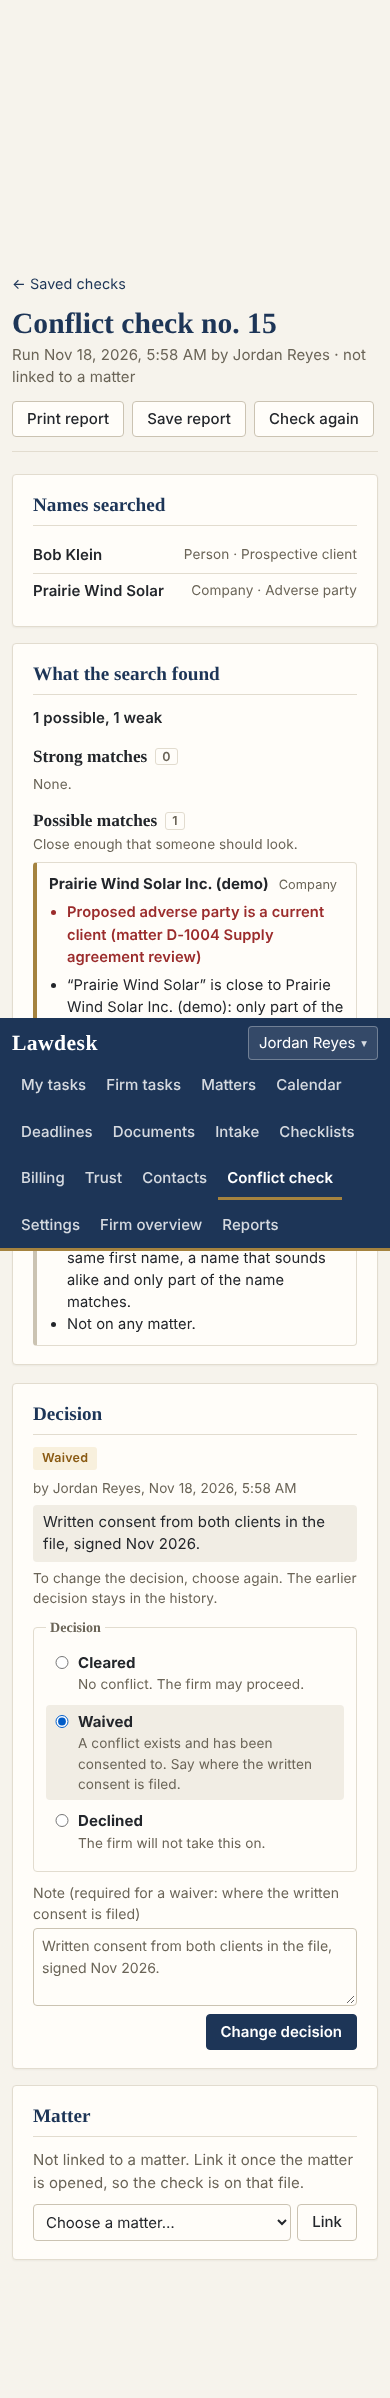 ← Saved checks
Conflict check no. 15
Run Nov 18, 2026, 5:58 AM by Jordan Reyes · not
linked to a matter
Print report
Save report
Check again
Names searched
Bob Klein Person · Prospective client
Prairie Wind Solar Company · Adverse party
What the search found
1 possible, 1 weak
Strong matches 0
None.
Possible matches 1
Close enough that someone should look.
Prairie Wind Solar Inc. (demo) Company
• Proposed adverse party is a current
client (matter D-1004 Supply
agreement review)
• “Prairie Wind Solar” is close to Prairie
Wind Solar Inc. (demo): only part of the
Lawdesk
Jordan Reyes ▾
My tasks Firm tasks Matters Calendar
Deadlines Documents Intake Checklists
Billing Trust Contacts Conflict check
Settings Firm overview Reports
same first name, a name that sounds
alike and only part of the name
matches.
• Not on any matter.
Decision
Waived
by Jordan Reyes, Nov 18, 2026, 5:58 AM
Written consent from both clients in the
file, signed Nov 2026.
To change the decision, choose again. The earlier
decision stays in the history.
Decision
Cleared
No conflict. The firm may proceed.
Waived
A conflict exists and has been
consented to. Say where the written
consent is filed.
Declined
The firm will not take this on.
Note (required for a waiver: where the written
consent is filed)
Written consent from both clients in the file,
signed Nov 2026.
Change decision
Matter
Not linked to a matter. Link it once the matter
is opened, so the check is on that file.
Choose a matter...
Link